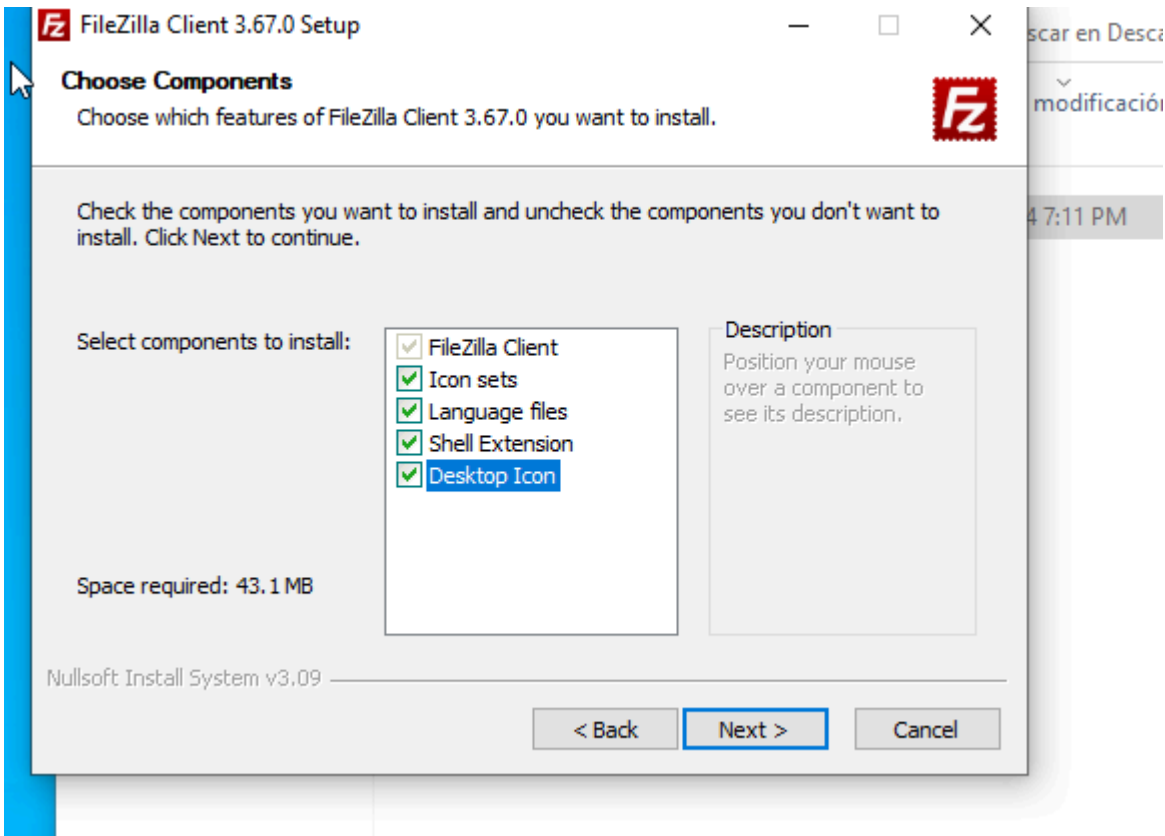 FileZilla Client 3.67.0 Setup
scar en Desca
Choose Components
Choose which features of FileZilla Client 3.67.0 you want to install.
modificación
Check the components you want to install and uncheck the components you don't want to
install. Click Next to continue.
4 7:11 PM
Select components to install:
FileZilla Client
Icon sets
Language files
Shell Extension
Desktop Icon
Description
Position your mouse
over a component to
see its description.
Space required: 43.1 MB
Nullsoft Install System v3.09
< Back
Next >
Cancel